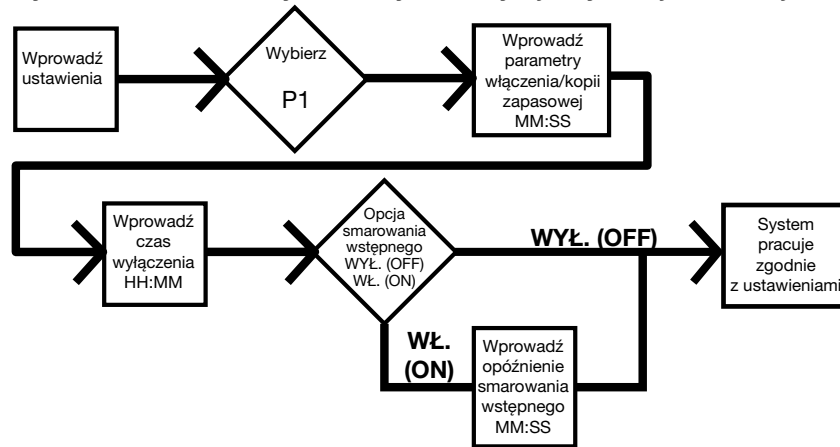 Wprowadź
ustawienia
Wybierz
P1
Wprowadź
parametry
włączenia/kopii
zapasowej
MM:SS
Wprowadź
czas
wyłączenia
HH:MM
Opcja
smarowania
wstępnego
WYŁ. (OFF)
WŁ. (ON)
WYŁ. (OFF)
System
pracuje
zgodnie
z ustawieniami
WŁ.
(ON)
Wprowadź
opóźnienie
smarowania
wstępnego
MM:SS